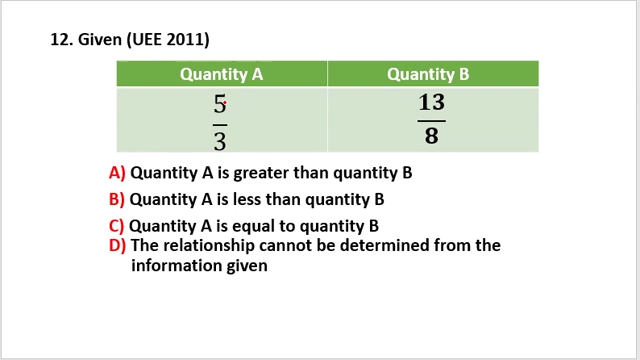 12. Given (UEE 2011)
Quantity A Quantity B
5/3 13/8
A) Quantity A is greater than quantity B
B) Quantity A is less than quantity B
C) Quantity A is equal to quantity B
D) The relationship cannot be determined from the
information given